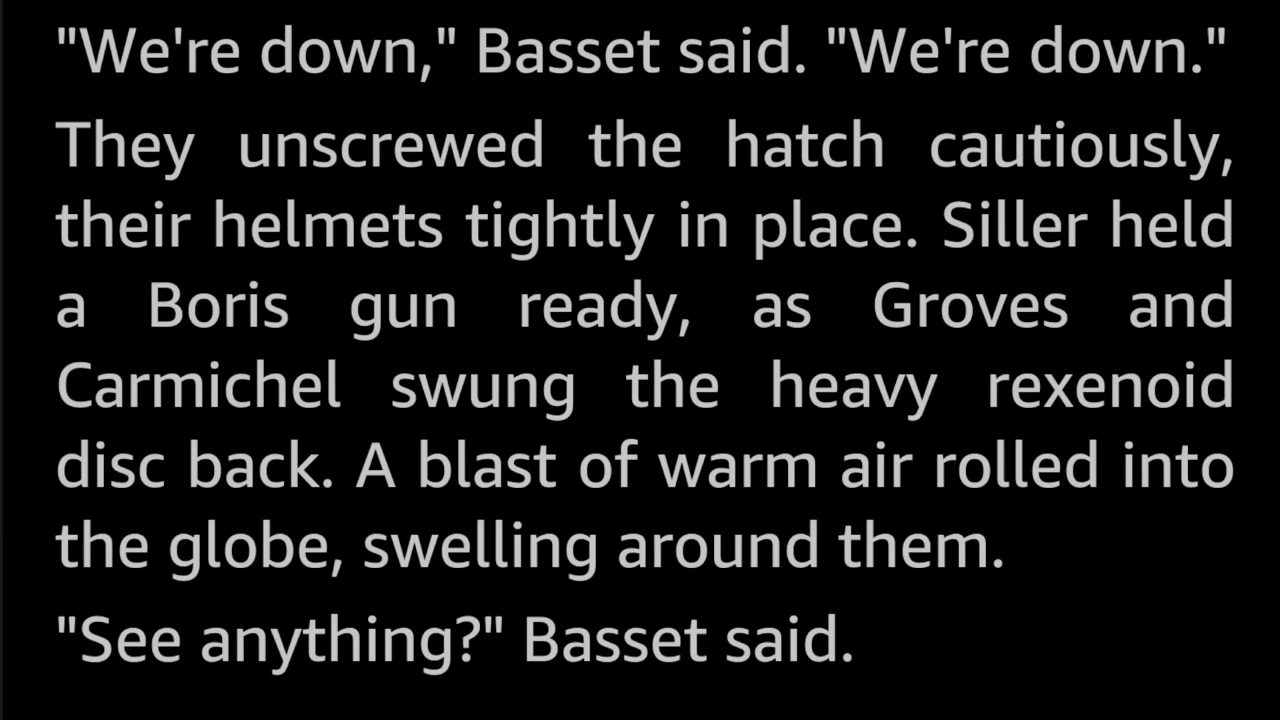 "We're down," Basset said. "We're down."
They unscrewed the hatch cautiously,
their helmets tightly in place. Siller held
a Boris gun ready, as Groves and
Carmichel swung the heavy rexenoid
disc back. A blast of warm air rolled into
the globe, swelling around them.
"See anything?" Basset said.